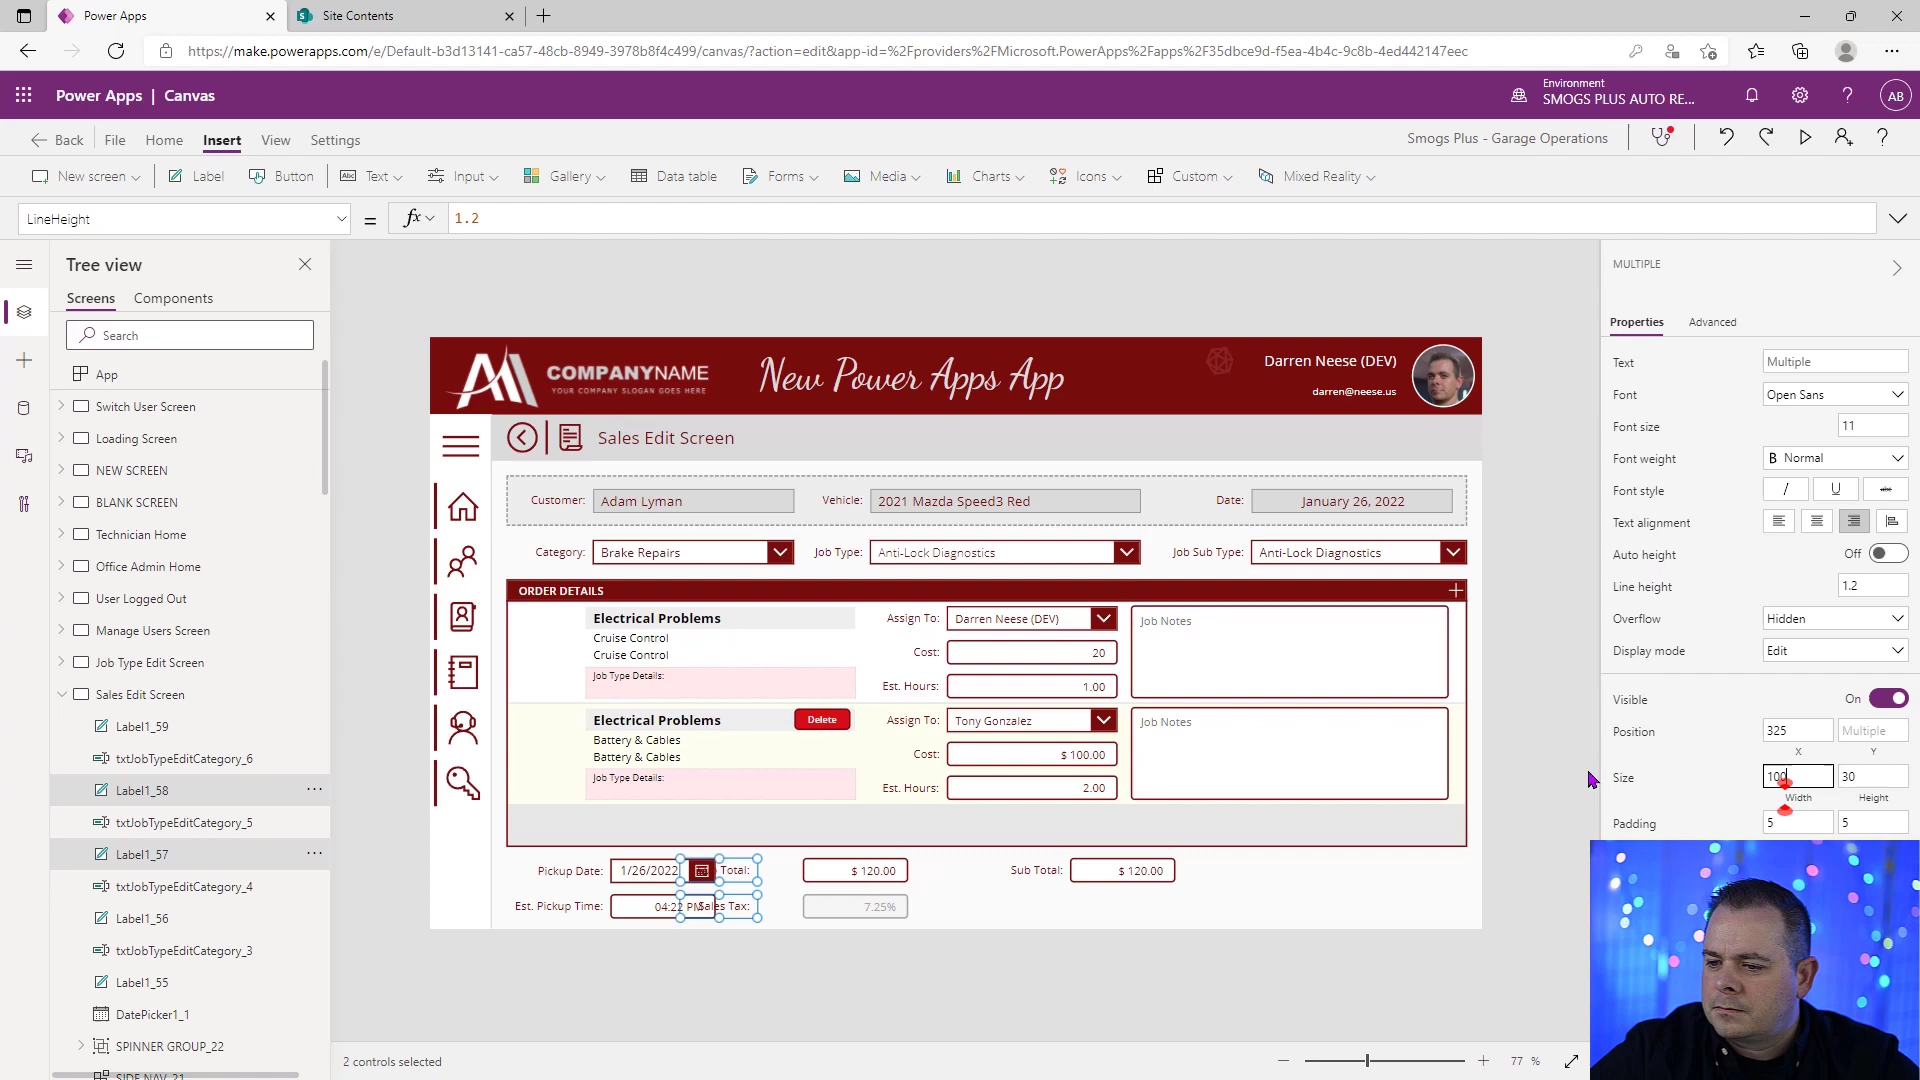 Power Apps
Site Contents
https://make.powerapps.com/e/Default-b3d13141-ca57-48cb-8949-3978b8f4c499/canvas/?action=edit&app-id=%2Fproviders%2FMicrosoft.PowerApps%2Fapps%2F35dbce9d-f5ea-4b4c-9c8b-4ed442147eec
Power Apps | Canvas
Environment
SMOGS PLUS AUTO RE...
AB
Back File Home Insert View Settings
Smogs Plus - Garage Operations
New screen Label Button Text Input Gallery Data table Forms Media Charts Icons Custom Mixed Reality
LineHeight = fx 1.2
Tree view
Screens Components
Search
App
Switch User Screen
Loading Screen
NEW SCREEN
BLANK SCREEN
Technician Home
Office Admin Home
User Logged Out
Manage Users Screen
Job Type Edit Screen
Sales Edit Screen
Label1_59
txtJobTypeEditCategory_6
Label1_58
txtJobTypeEditCategory_5
Label1_57
txtJobTypeEditCategory_4
Label1_56
txtJobTypeEditCategory_3
Label1_55
DatePicker1_1
SPINNER GROUP_22
SIDE NAV_21
COMPANYNAME
YOUR COMPANY SLOGAN GOES HERE
New Power Apps App
Darren Neese (DEV)
darren@neese.us
Sales Edit Screen
Customer: Adam Lyman Vehicle: 2021 Mazda Speed3 Red Date: January 26, 2022
Category: Brake Repairs Job Type: Anti-Lock Diagnostics Job Sub Type: Anti-Lock Diagnostics
ORDER DETAILS
Electrical Problems Assign To: Darren Neese (DEV) Job Notes
Cruise Control
Cruise Control Cost: 20
Job Type Details: Est. Hours: 1.00
Electrical Problems Delete Assign To: Tony Gonzalez Job Notes
Battery & Cables
Battery & Cables Cost: $ 100.00
Job Type Details: Est. Hours: 2.00
Pickup Date: 1/26/2022 Total: $ 120.00 Sub Total: $ 120.00
Est. Pickup Time: 04:22 PM Sales Tax: 7.25%
2 controls selected
77 %
MULTIPLE
Properties Advanced
Text Multiple
Font Open Sans
Font size 11
Font weight B Normal
Font style / U abc
Text alignment
Auto height Off
Line height 1.2
Overflow Hidden
Display mode Edit
Visible On
Position 325 Multiple
X Y
Size 100 30
Width Height
Padding 5 5